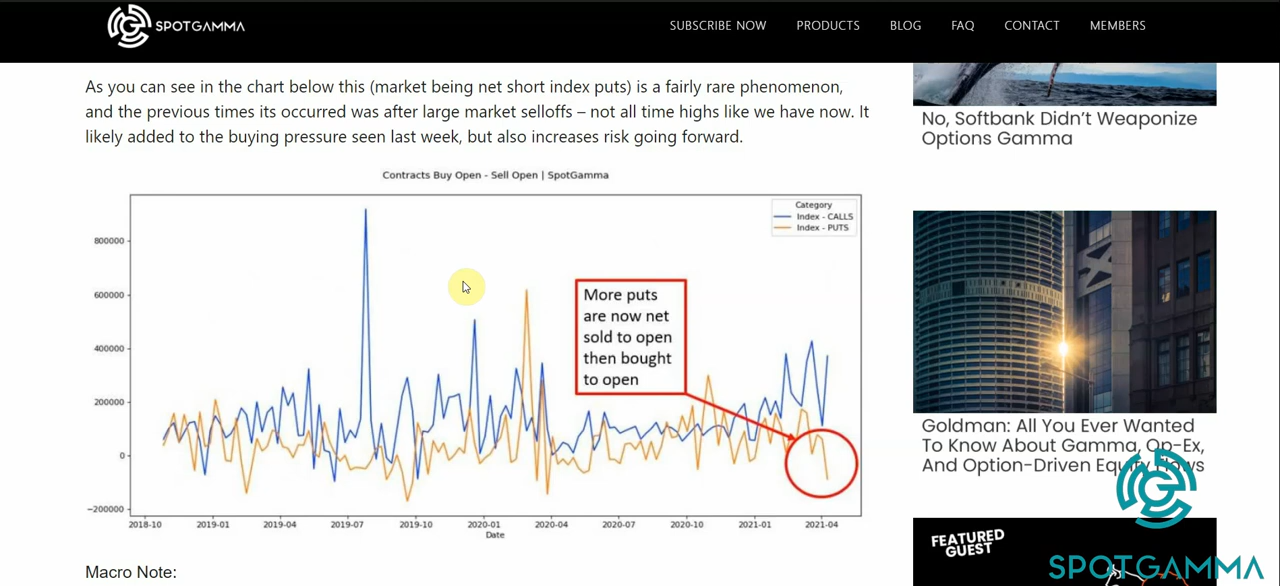 SPOTGAMMA
SUBSCRIBE NOW PRODUCTS BLOG FAQ CONTACT MEMBERS
As you can see in the chart below this (market being net short index puts) is a fairly rare phenomenon,
and the previous times its occurred was after large market selloffs – not all time highs like we have now. It
likely added to the buying pressure seen last week, but also increases risk going forward.
Contracts Buy Open - Sell Open | SpotGamma
Category
Index - CALLS
Index - PUTS
800000
600000
400000
200000
0
−200000
More puts
are now net
sold to open
then bought
to open
2018-10 2019-01 2019-04 2019-07 2019-10 2020-01 2020-04 2020-07 2020-10 2021-01 2021-04
Date
Macro Note:
No, Softbank Didn't Weaponize
Options Gamma
Goldman: All You Ever Wanted
To Know About Gamma, Op-Ex,
And Option-Driven Equity Flows
FEATURED
GUEST
SPOTGAMMA